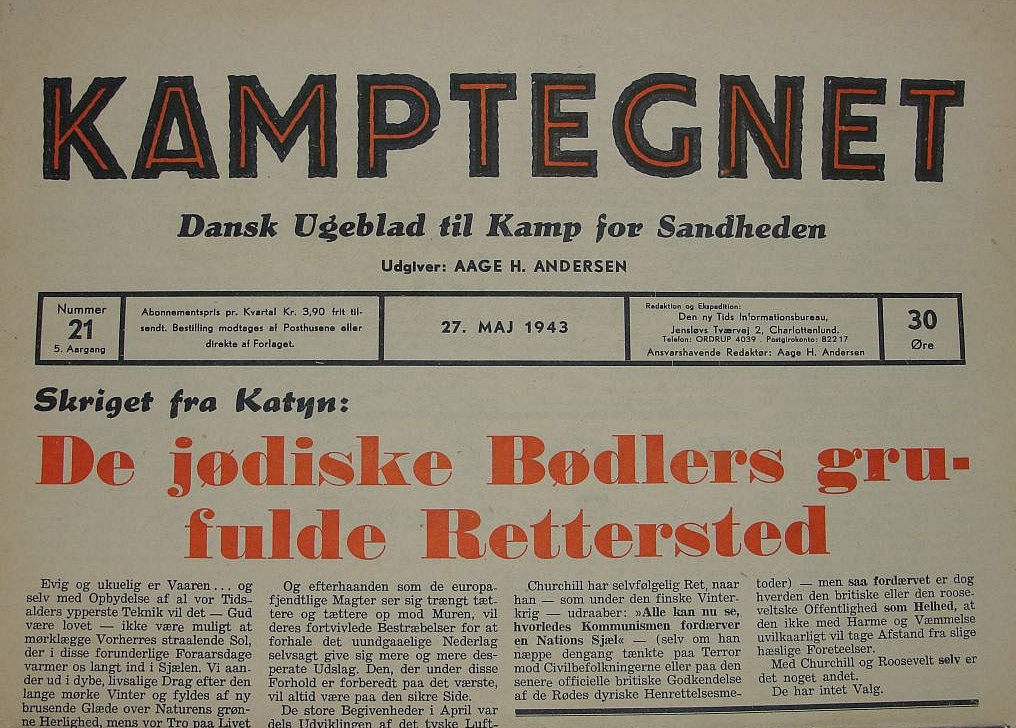 KAMPTEGNET
Dansk Ugeblad til Kamp for Sandheden
Udgiver: AAGE H. ANDERSEN
Nummer
21
5. Aargang
Abonnementspris pr. Kvartal Kr. 3,90 frit til-
sendt. Bestilling modtages af Posthusene eller
direkte af Forlaget.
27. MAJ 1943
Redaktion og Ekspedition:
Den ny Tids Informationsbureau,
Jensløvs Tværvej 2, Charlottenlund.
Telefon: ORDRUP 4039 . Postgirokonto: 82217
Ansvarshavende Redaktør: Aage H. Andersen
30
Øre
Skriget fra Katyn:
De jødiske Bødlers gru-
fulde Rettersted
Evig og ukuelig er Vaaren ... og
selv med Opbydelse af al vor Tids-
alders ypperste Teknik vil det — Gud
være lovet — ikke være muligt at
mørklægge Vorherres straalende Sol,
der i disse forunderlige Foraarsdage
varmer os langt ind i Sjælen. Vi aan-
der ud i dybe, livsalige Drag efter den
lange mørke Vinter og fyldes af ny
brusende Glæde over Naturens grøn-
ne Herlighed, mens vor Tro paa Livet
Og efterhaanden som de europa-
fjendtlige Magter ser sig trængt tæt-
tere og tættere op mod Muren, vil
deres fortvivlede Bestræbelser for at
forhale det uundgaaelige Nederlag
selvsagt give sig mere og mere des-
perate Udslag. Den, der under disse
Forhold er forberedt paa det værste,
vil altid være paa den sikre Side.
De store Begivenheder i April var
dels Udviklingen af det tyske Luft-
Churchill har selvfølgelig Ret, naar
han — som under den finske Vinter-
krig — udraaber: »Alle kan nu se,
hvorledes Kommunismen fordærver
en Nations Sjæl« — (selv om han
næppe dengang tænkte paa Terror
mod Civilbefolkningerne eller paa den
senere officielle britiske Godkendelse
af de Rødes dyriske Henrettelsesme-
toder) — men saa fordærvet er dog
hverden den britiske eller den roose-
veltske Offentlighed som Helhed, at
den ikke med Harme og Væmmelse
uvilkaarligt vil tage Afstand fra slige
hæslige Foreteelser.
Med Churchill og Roosevelt selv er
det noget andet.
De har intet Valg.